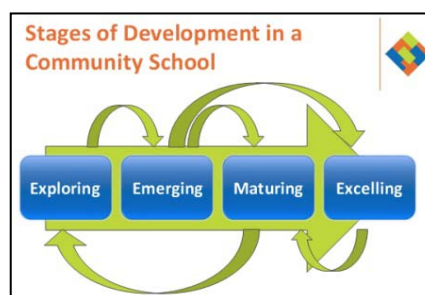 Stages of Development in a
Community School
Exploring
Emerging
Maturing
Excelling